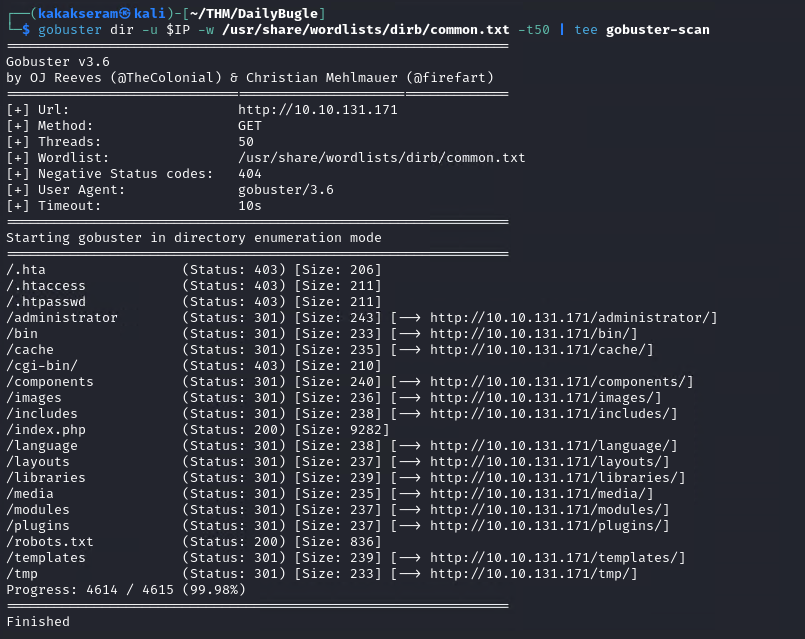 ┌──(kakakseram㉿kali)-[~/THM/DailyBugle]
└─$ gobuster dir -u $IP -w /usr/share/wordlists/dirb/common.txt -t50 | tee gobuster-scan
===============================================================
Gobuster v3.6
by OJ Reeves (@TheColonial) & Christian Mehlmauer (@firefart)
===============================================================
[+] Url:                     http://10.10.131.171
[+] Method:                  GET
[+] Threads:                 50
[+] Wordlist:                /usr/share/wordlists/dirb/common.txt
[+] Negative Status codes:   404
[+] User Agent:              gobuster/3.6
[+] Timeout:                 10s
===============================================================
Starting gobuster in directory enumeration mode
===============================================================
/.hta                 (Status: 403) [Size: 206]
/.htaccess            (Status: 403) [Size: 211]
/.htpasswd            (Status: 403) [Size: 211]
/administrator        (Status: 301) [Size: 243] [--> http://10.10.131.171/administrator/]
/bin                  (Status: 301) [Size: 233] [--> http://10.10.131.171/bin/]
/cache                (Status: 301) [Size: 235] [--> http://10.10.131.171/cache/]
/cgi-bin/             (Status: 403) [Size: 210]
/components           (Status: 301) [Size: 240] [--> http://10.10.131.171/components/]
/images               (Status: 301) [Size: 236] [--> http://10.10.131.171/images/]
/includes             (Status: 301) [Size: 238] [--> http://10.10.131.171/includes/]
/index.php            (Status: 200) [Size: 9282]
/language             (Status: 301) [Size: 238] [--> http://10.10.131.171/language/]
/layouts              (Status: 301) [Size: 237] [--> http://10.10.131.171/layouts/]
/libraries            (Status: 301) [Size: 239] [--> http://10.10.131.171/libraries/]
/media                (Status: 301) [Size: 235] [--> http://10.10.131.171/media/]
/modules              (Status: 301) [Size: 237] [--> http://10.10.131.171/modules/]
/plugins              (Status: 301) [Size: 237] [--> http://10.10.131.171/plugins/]
/robots.txt           (Status: 200) [Size: 836]
/templates            (Status: 301) [Size: 239] [--> http://10.10.131.171/templates/]
/tmp                  (Status: 301) [Size: 233] [--> http://10.10.131.171/tmp/]
Progress: 4614 / 4615 (99.98%)
===============================================================
Finished